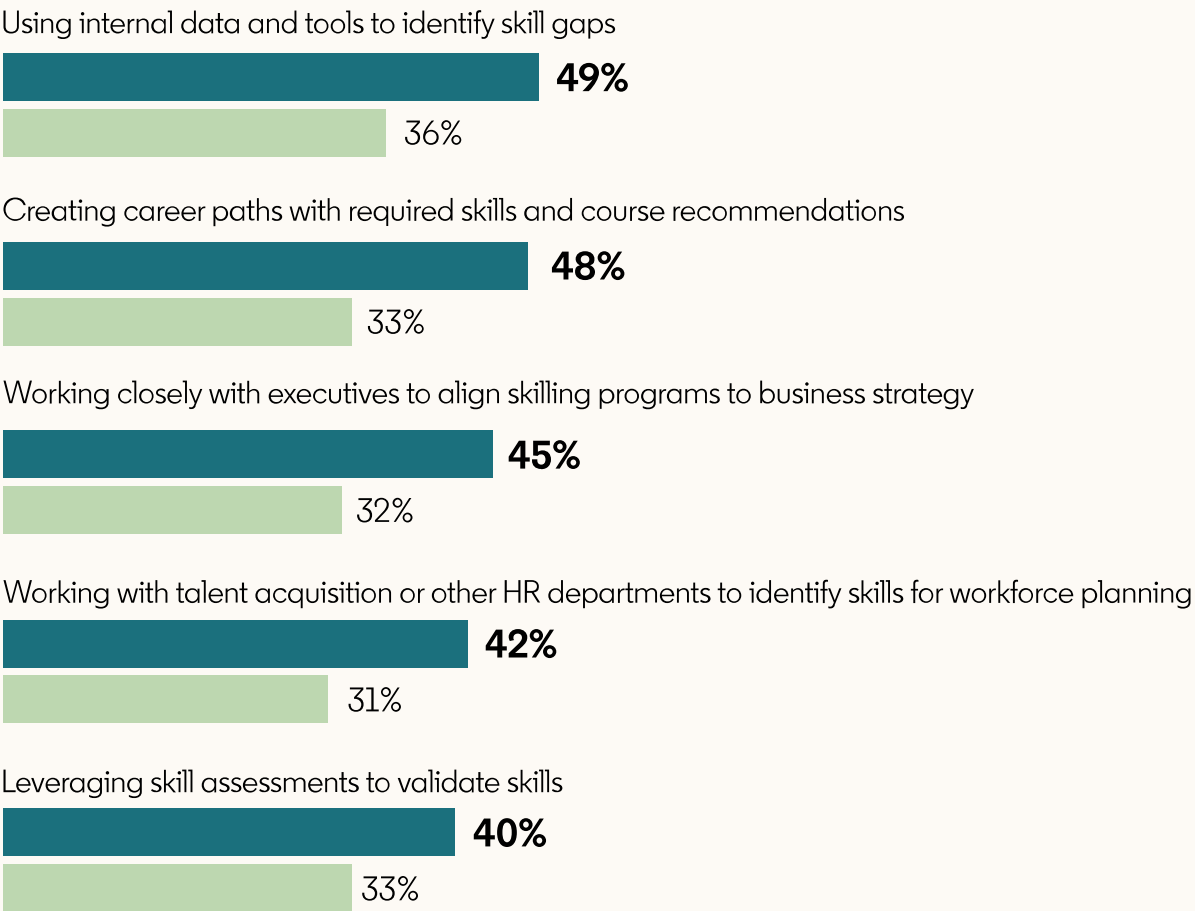 Using internal data and tools to identify skill gaps
49%
36%
Creating career paths with required skills and course recommendations
48%
33%
Working closely with executives to align skilling programs to business strategy
45%
32%
Working with talent acquisition or other HR departments to identify skills for workforce planning
42%
31%
Leveraging skill assessments to validate skills
40%
33%